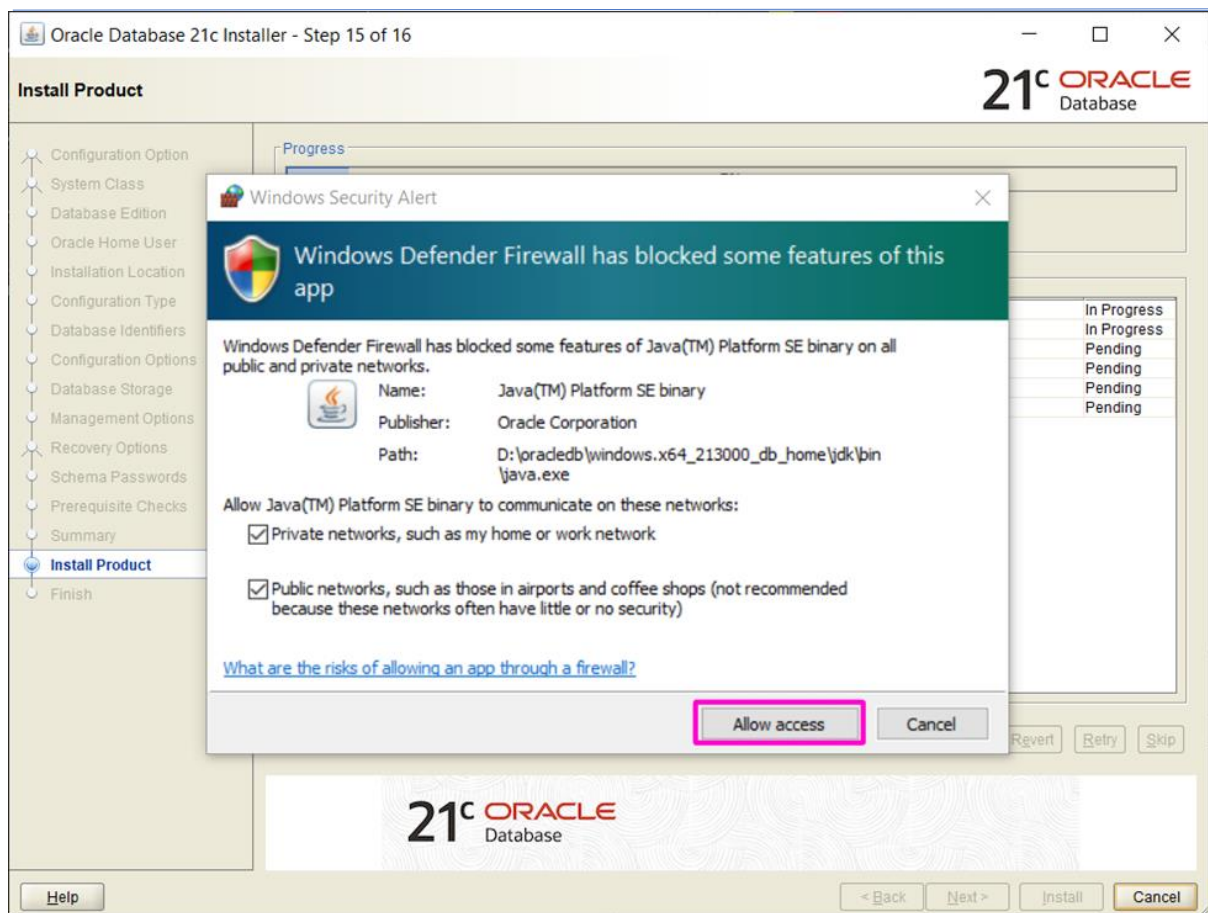 Oracle Database 21c Installer - Step 15 of 16
Install Product
21c ORACLE
Database
Configuration Option
System Class
Database Edition
Oracle Home User
Installation Location
Configuration Type
Database Identifiers
Configuration Options
Database Storage
Management Options
Recovery Options
Schema Passwords
Prerequisite Checks
Summary
Install Product
Finish
Progress
Windows Security Alert
Windows Defender Firewall has blocked some features of this
app
Windows Defender Firewall has blocked some features of Java(TM) Platform SE binary on all
public and private networks.
Name: Java(TM) Platform SE binary
Publisher: Oracle Corporation
Path: D:\oracledb\windows.x64_213000_db_home\jdk\bin
\java.exe
Allow Java(TM) Platform SE binary to communicate on these networks:
Private networks, such as my home or work network
Public networks, such as those in airports and coffee shops (not recommended
because these networks often have little or no security)
What are the risks of allowing an app through a firewall?
Allow access Cancel
In Progress
In Progress
Pending
Pending
Pending
Pending
Revert Retry Skip
21c ORACLE
Database
Help < Back Next > Install Cancel